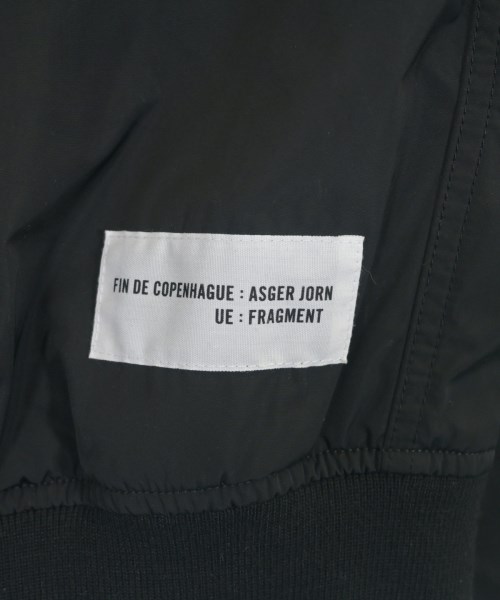 FIN DE COPENHAGUE : ASGER JORN
UE : FRAGMENT